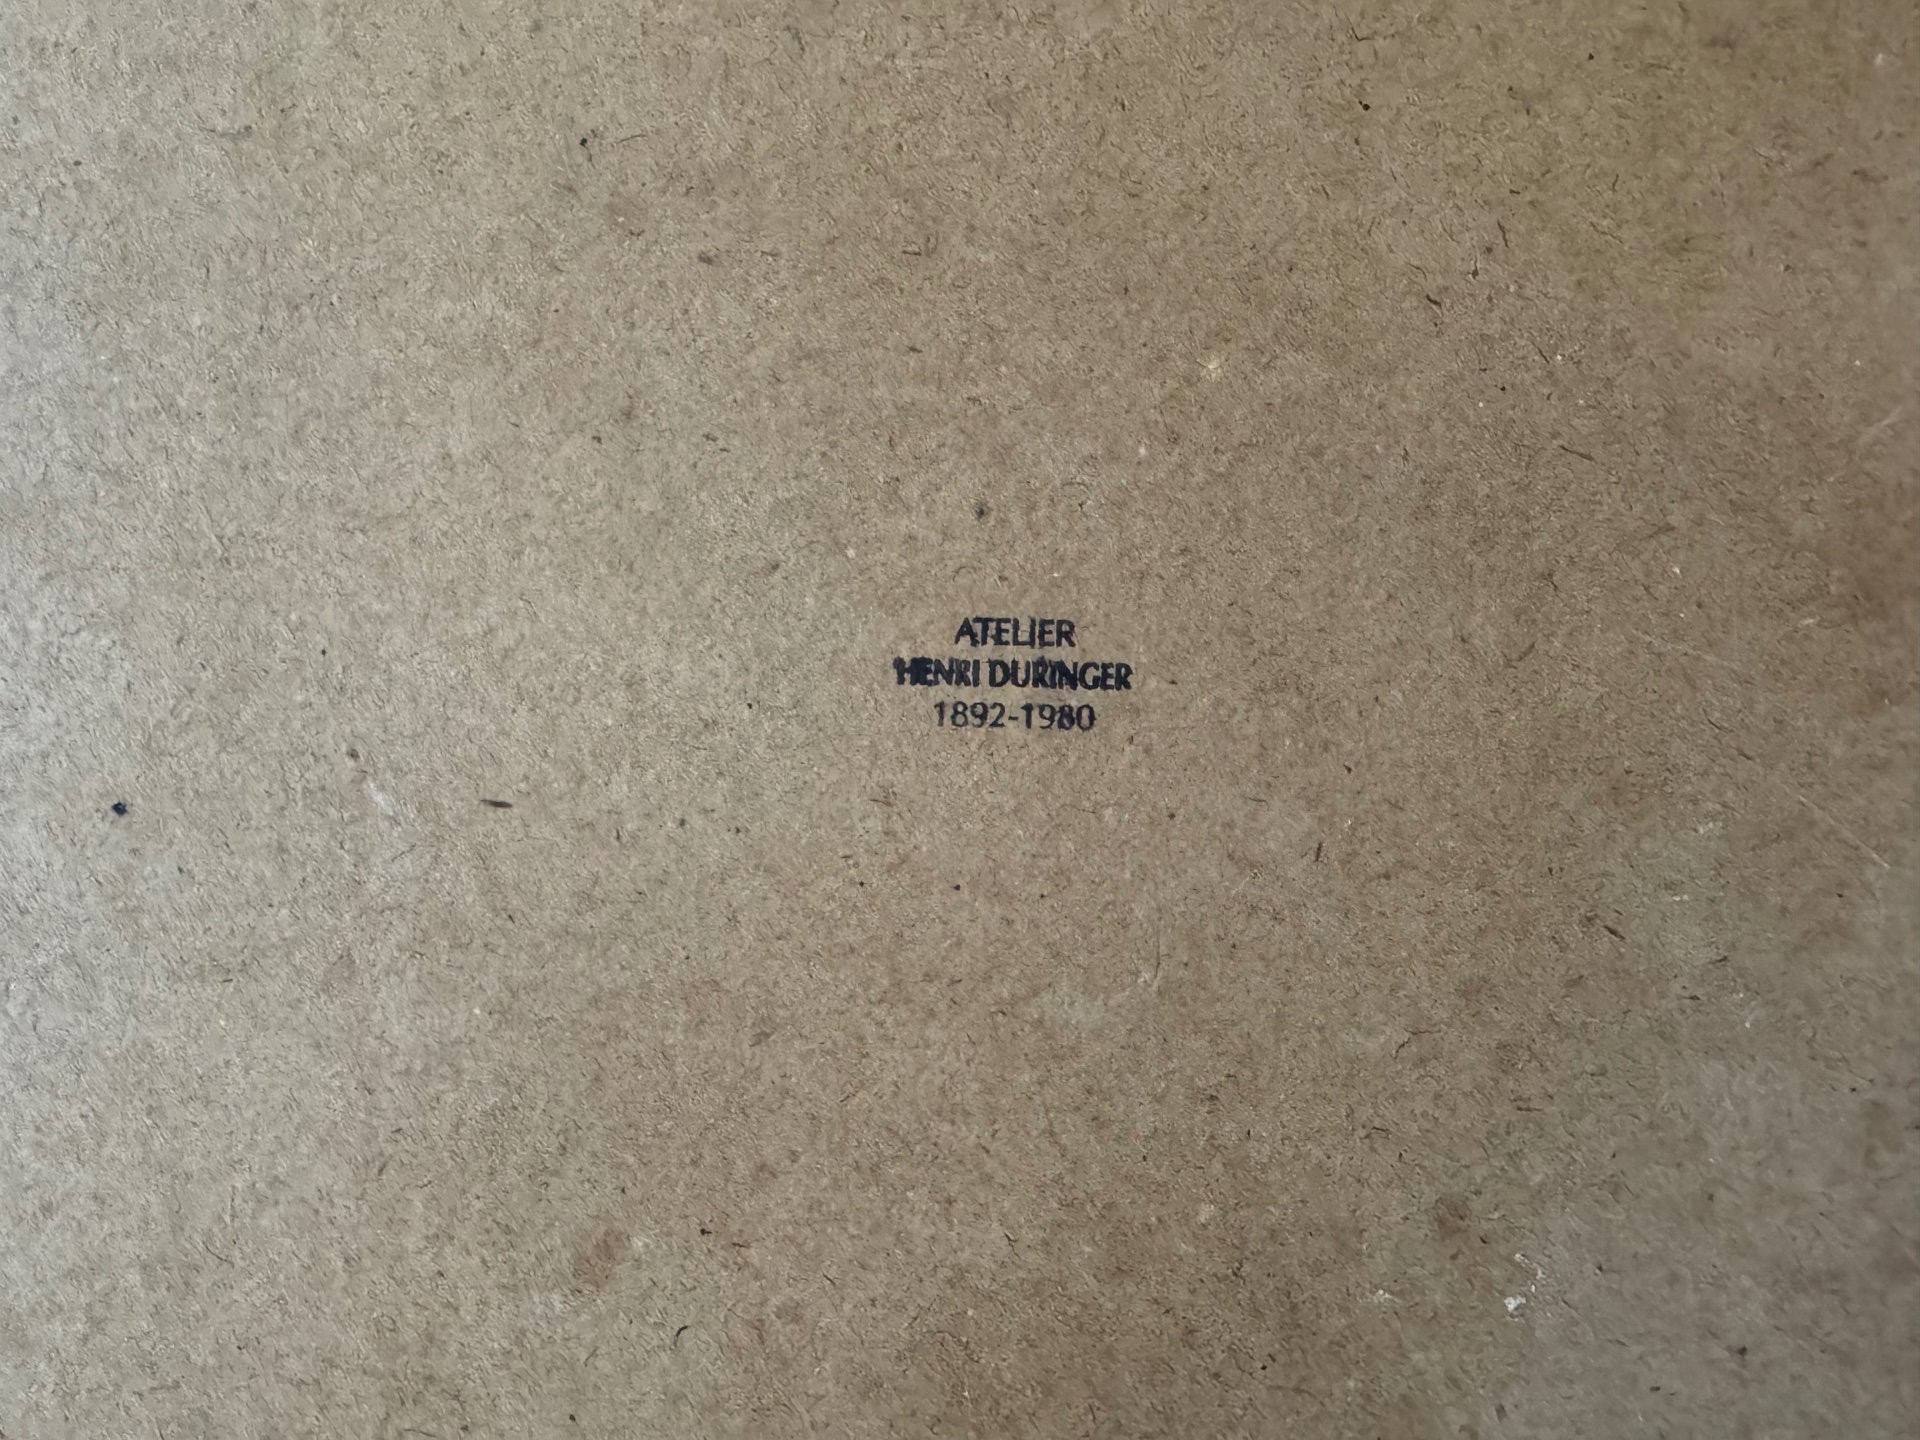 ATELIER
HENRI DURINGER
1892-1980